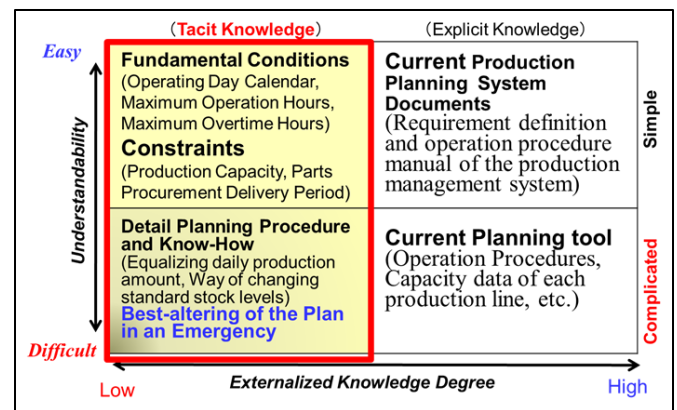 (Tacit Knowledge)
(Explicit Knowledge)
Easy
Understandability
Difficult
Fundamental Conditions
(Operating Day Calendar,
Maximum Operation Hours,
Maximum Overtime Hours)
Constraints
(Production Capacity, Parts
Procurement Delivery Period)
Current Production
Planning System
Documents
(Requirement definition
and operation procedure
manual of the production
management system)
Simple
Detail Planning Procedure
and Know-How
(Equalizing daily production
amount, Way of changing
standard stock levels)
Best-altering of the Plan
in an Emergency
Current Planning tool
(Operation Procedures,
Capacity data of each
production line, etc.)
Complicated
Low
Externalized Knowledge Degree
High